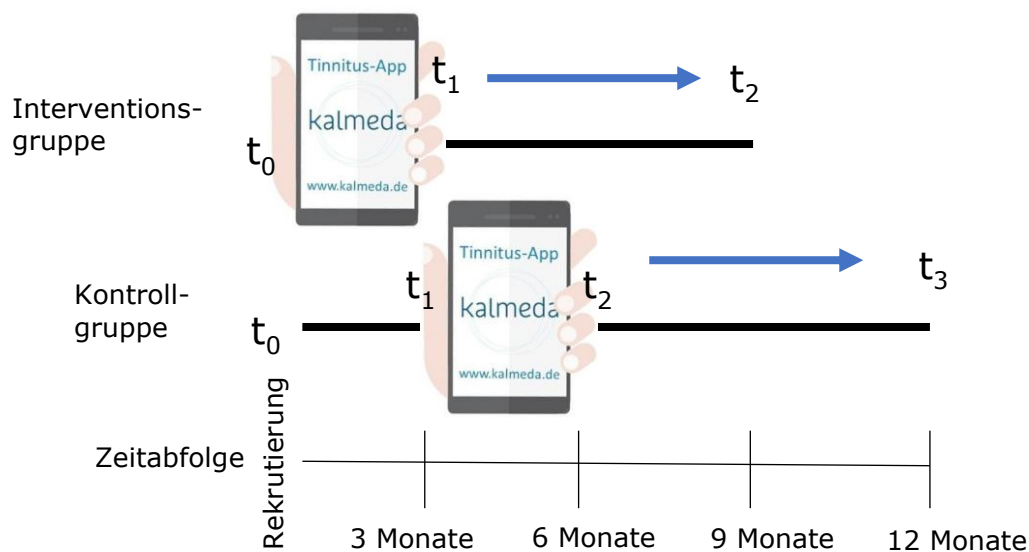 Tinnitus-App
kalmeda
www.kalmeda.de
Interventions-
gruppe
t0
t1
t2
Tinnitus-App
kalmeda
www.kalmeda.de
Kontroll-
gruppe
t0
t1
t2
t3
Rekrutierung
Zeitabfolge
3 Monate
6 Monate
9 Monate
12 Monate